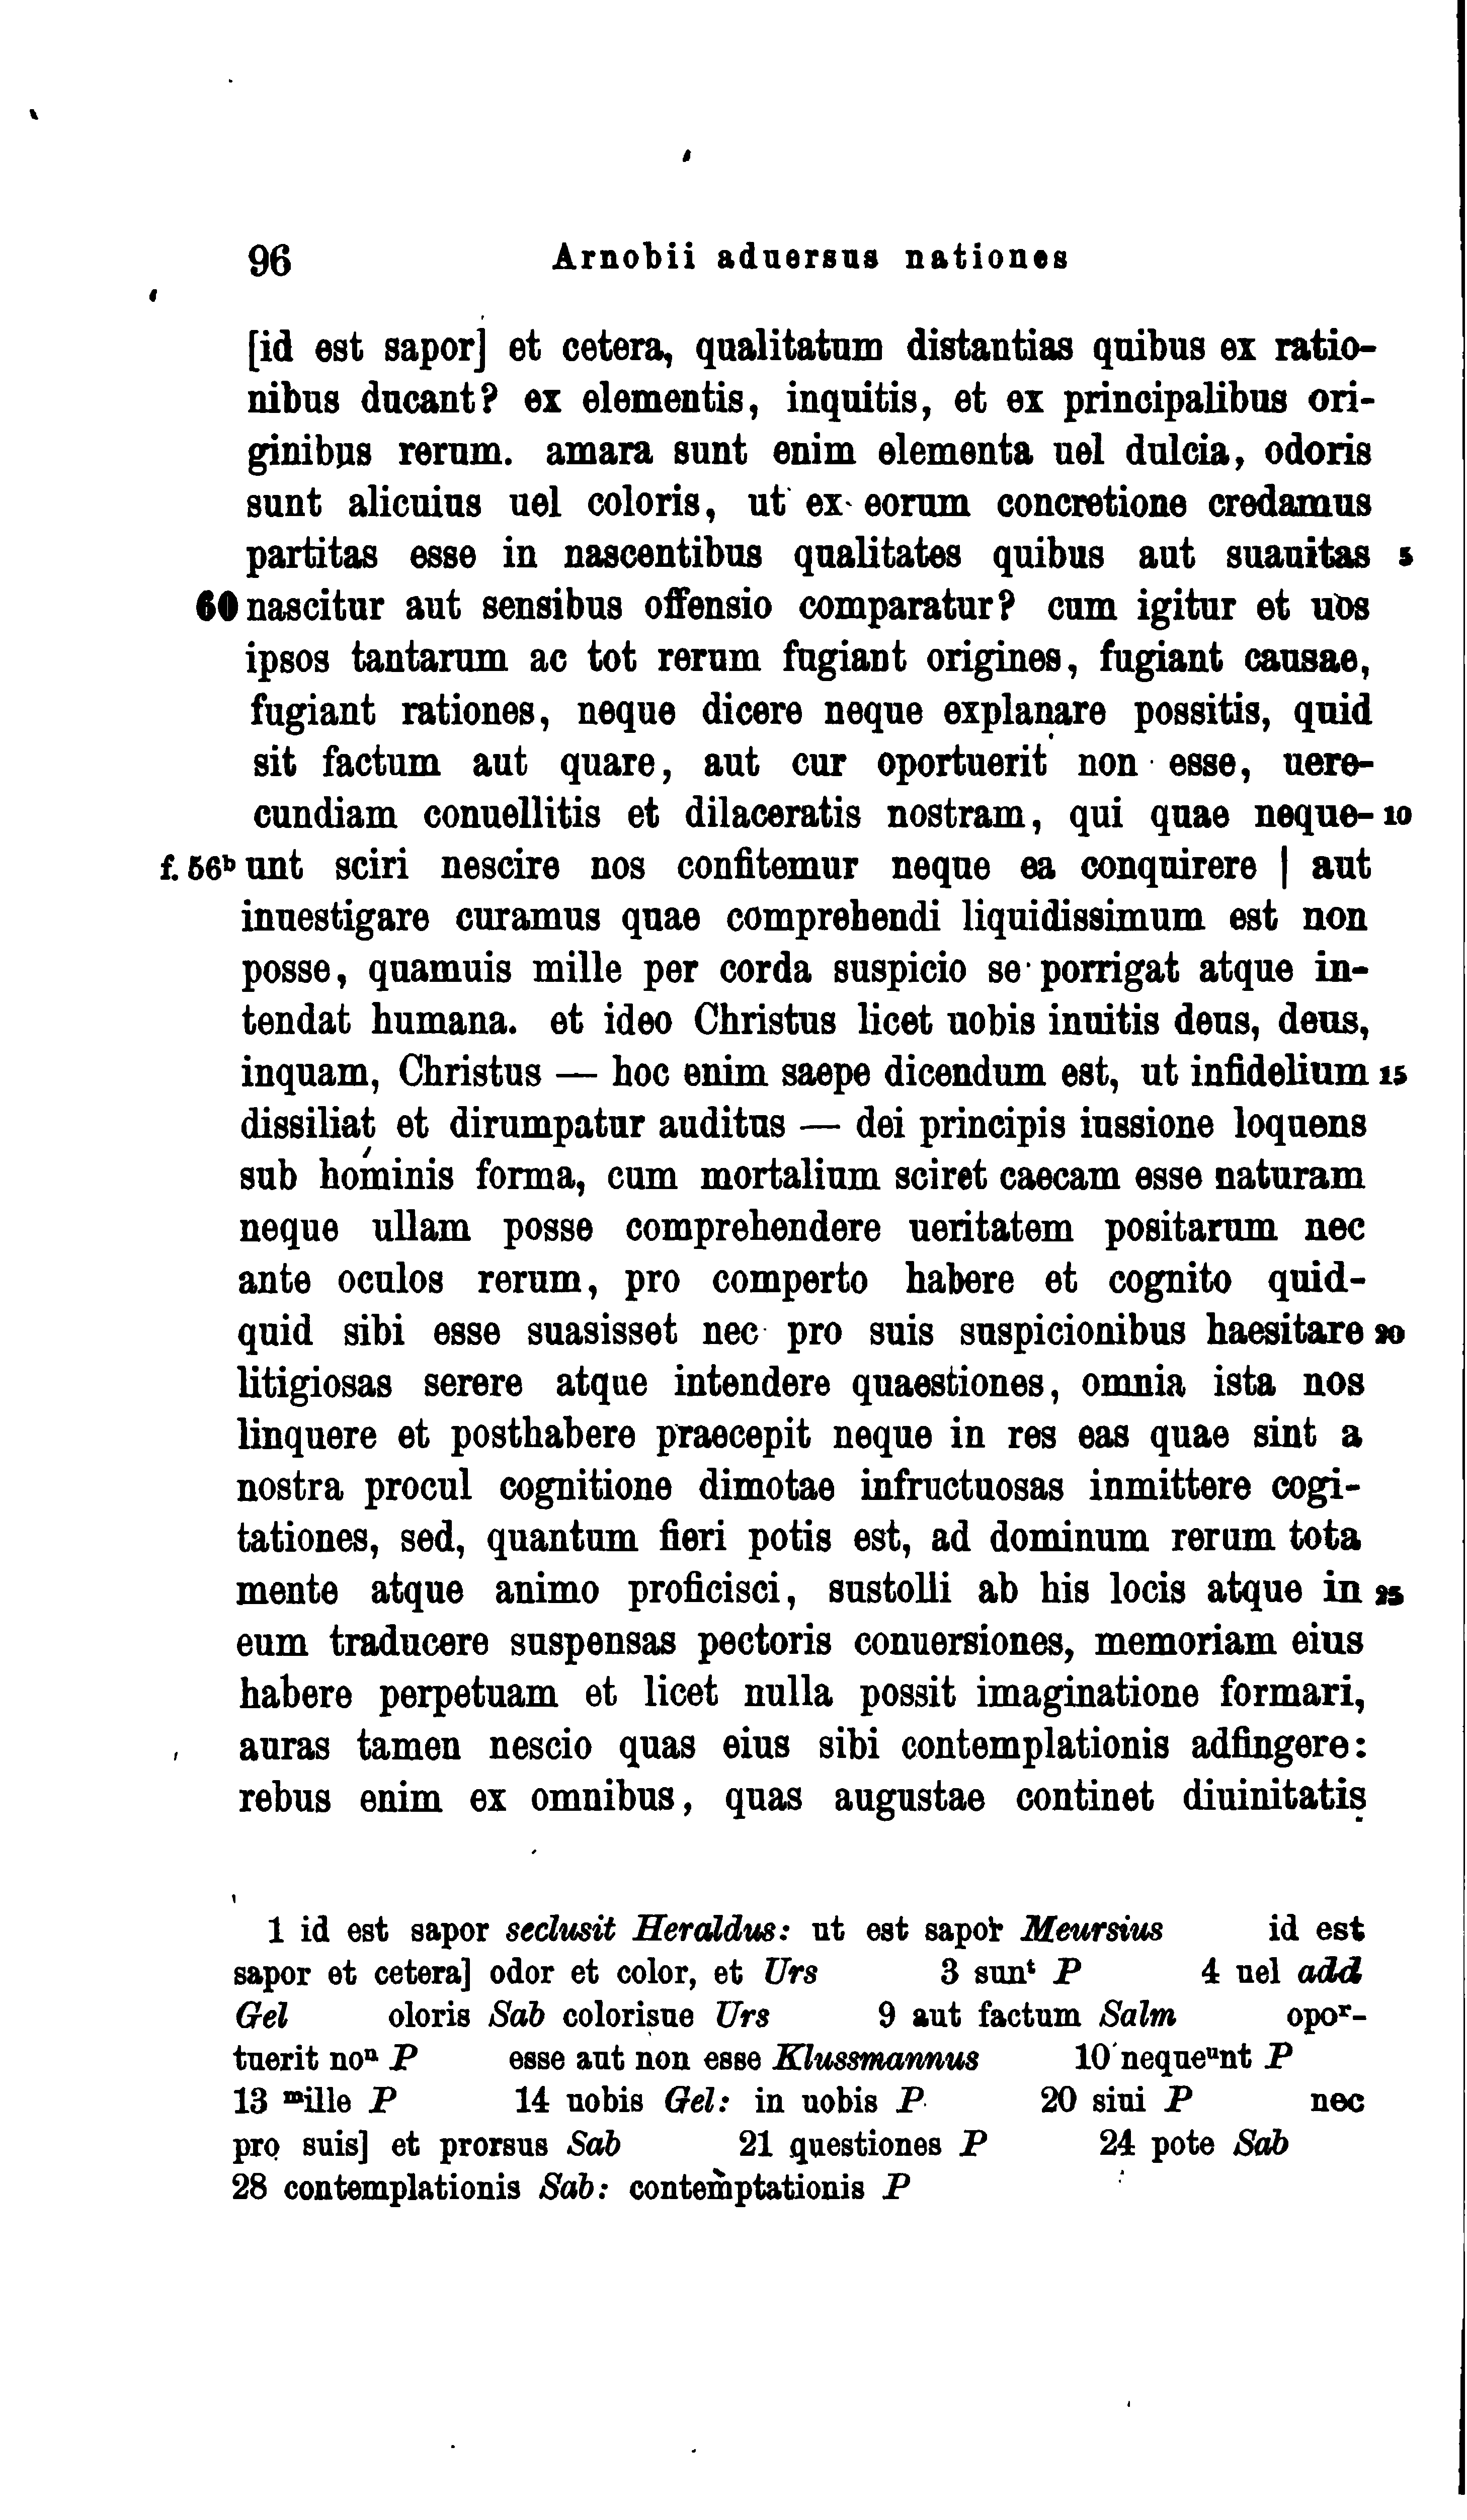 96 Arnobii aduersus nationes
[id est sapor] et cetera, qualitatum distantias quibus ex ratio-
nibus ducant? ex elementis, inquitis, et ex principalibus ori-
ginibus rerum. amara sunt enim elementa uel dulcia, odoris
sunt alicuius uel coloris, ut ex eorum concretione credamus
partitas esse in nascentibus qualitates quibus aut suauitas 5
60 nascitur aut sensibus offensio comparatur? cum igitur et uos
ipsos tantarum ac tot rerum fugiant origines, fugiant causae,
fugiant rationes, neque dicere neque explanare possitis, quid
sit factum aut quare, aut cur oportuerit non esse, uere-
cundiam conuellitis et dilaceratis nostram, qui quae neque- 10
f. 56ᵇ unt sciri nescire nos confitemur neque ea conquirere | aut
inuestigare curamus quae comprehendi liquidissimum est non
posse, quamuis mille per corda suspicio se porrigat atque in-
tendat humana. et ideo Christus licet uobis inuitis deus, deus,
inquam, Christus — hoc enim saepe dicendum est, ut infidelium 15
dissiliat et dirumpatur auditus — dei principis iussione loquens
sub hominis forma, cum mortalium sciret caecam esse naturam
neque ullam posse comprehendere ueritatem positarum nec
ante oculos rerum, pro comperto habere et cognito quid-
quid sibi esse suasisset nec pro suis suspicionibus haesitare 20
litigiosas serere atque intendere quaestiones, omnia ista nos
linquere et posthabere praecepit neque in res eas quae sint a
nostra procul cognitione dimotae infructuosas inmittere cogi-
tationes, sed, quantum fieri potis est, ad dominum rerum tota
mente atque animo proficisci, sustolli ab his locis atque in 25
eum traducere suspensas pectoris conuersiones, memoriam eius
habere perpetuam et licet nulla possit imaginatione formari,
auras tamen nescio quas eius sibi contemplationis adfingere:
rebus enim ex omnibus, quas augustae continet diuinitatis
1 id est sapor seclusit Heraldus: ut est sapor Meursius id est
sapor et cetera] odor et color, et Urs 3 sunᵗ P 4 uel add
Gel oloris Sab colorisue Urs 9 aut factum Salm opoʳ-
tuerit noⁿ P esse aut non esse Klussmannus 10 nequeᵘnt P
13 ᵐille P 14 uobis Gel: in uobis P 20 siui P nec
pro suis] et prorsus Sab 21 questiones P 24 pote Sab
28 contemplationis Sab: contemptationis P